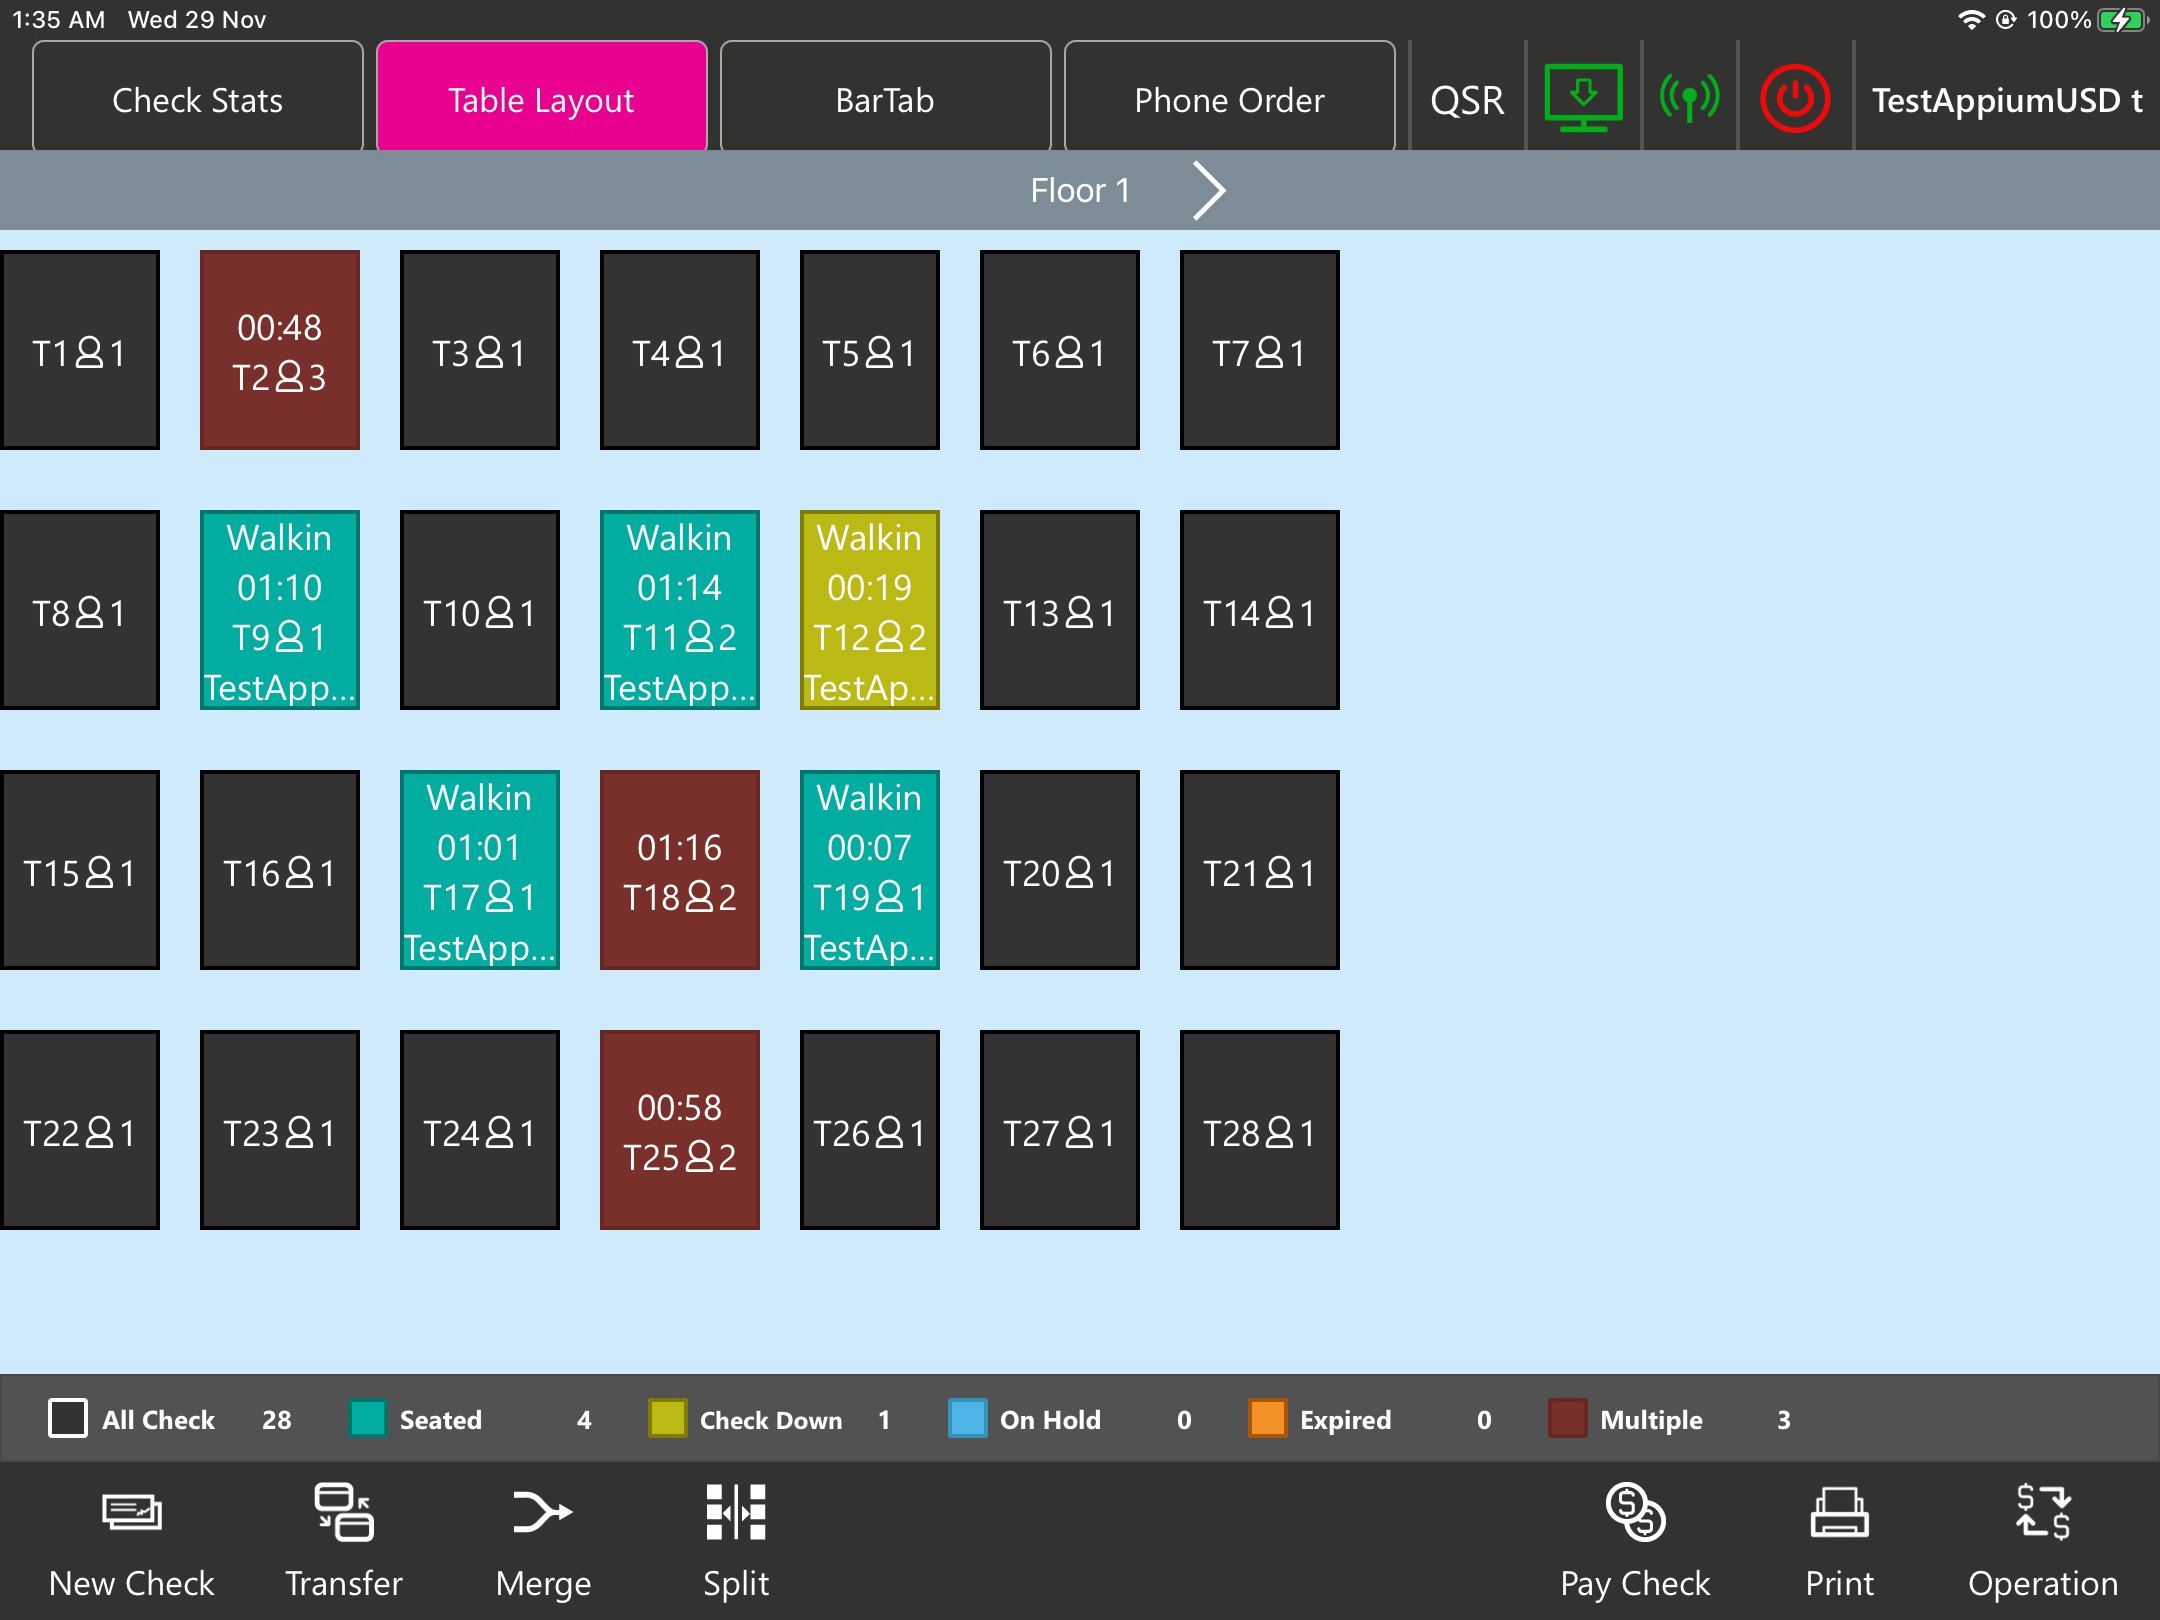 1:35 AM Wed 29 Nov 100%
Check Stats Table Layout BarTab Phone Order QSR TestAppiumUSD t
Floor 1
T1 1
00:48
T2 3
T3 1
T4 1
T5 1
T6 1
T7 1
T8 1
Walkin
01:10
T9 1
TestApp...
T10 1
Walkin
01:14
T11 2
TestApp...
Walkin
00:19
T12 2
TestAp...
T13 1
T14 1
T15 1
T16 1
Walkin
01:01
T17 1
TestApp...
01:16
T18 2
Walkin
00:07
T19 1
TestAp...
T20 1
T21 1
T22 1
T23 1
T24 1
00:58
T25 2
T26 1
T27 1
T28 1
All Check 28 Seated 4 Check Down 1 On Hold 0 Expired 0 Multiple 3
New Check Transfer Merge Split Pay Check Print Operation